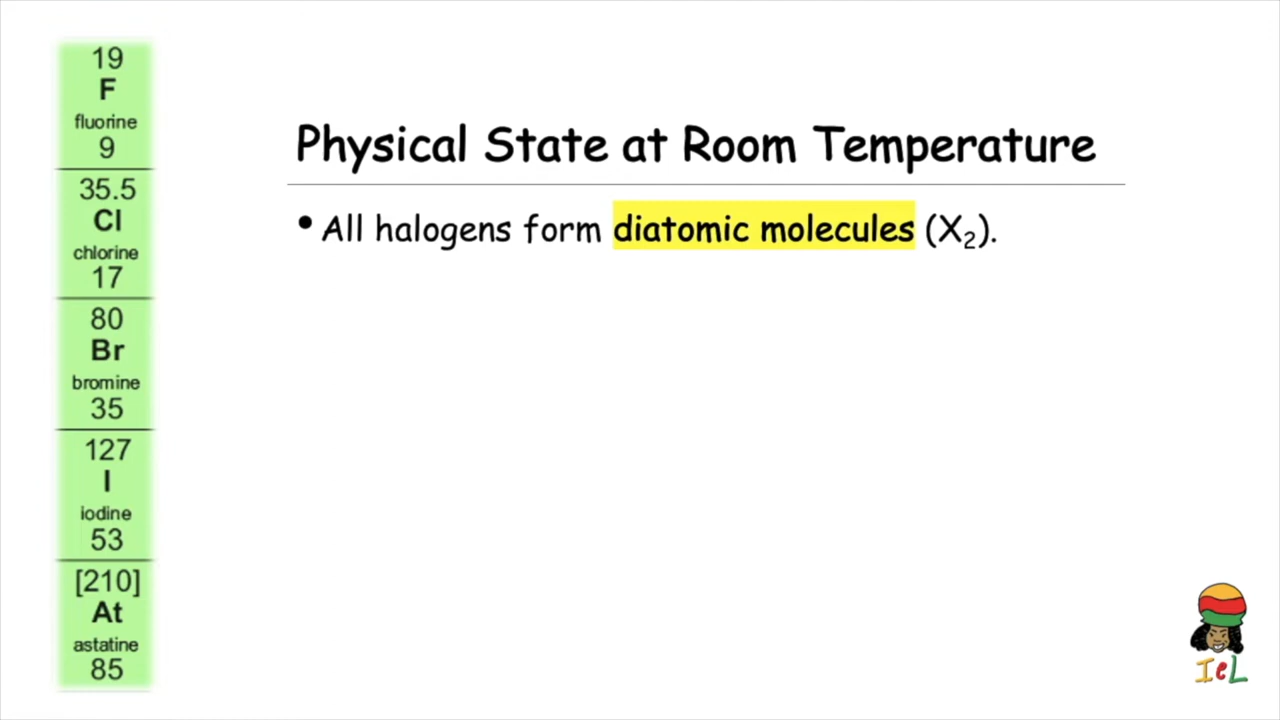 19
F
fluorine
9
35.5
Cl
chlorine
17
80
Br
bromine
35
127
I
iodine
53
[210]
At
astatine
85
Physical State at Room Temperature
• All halogens form diatomic molecules (X₂).
IeL